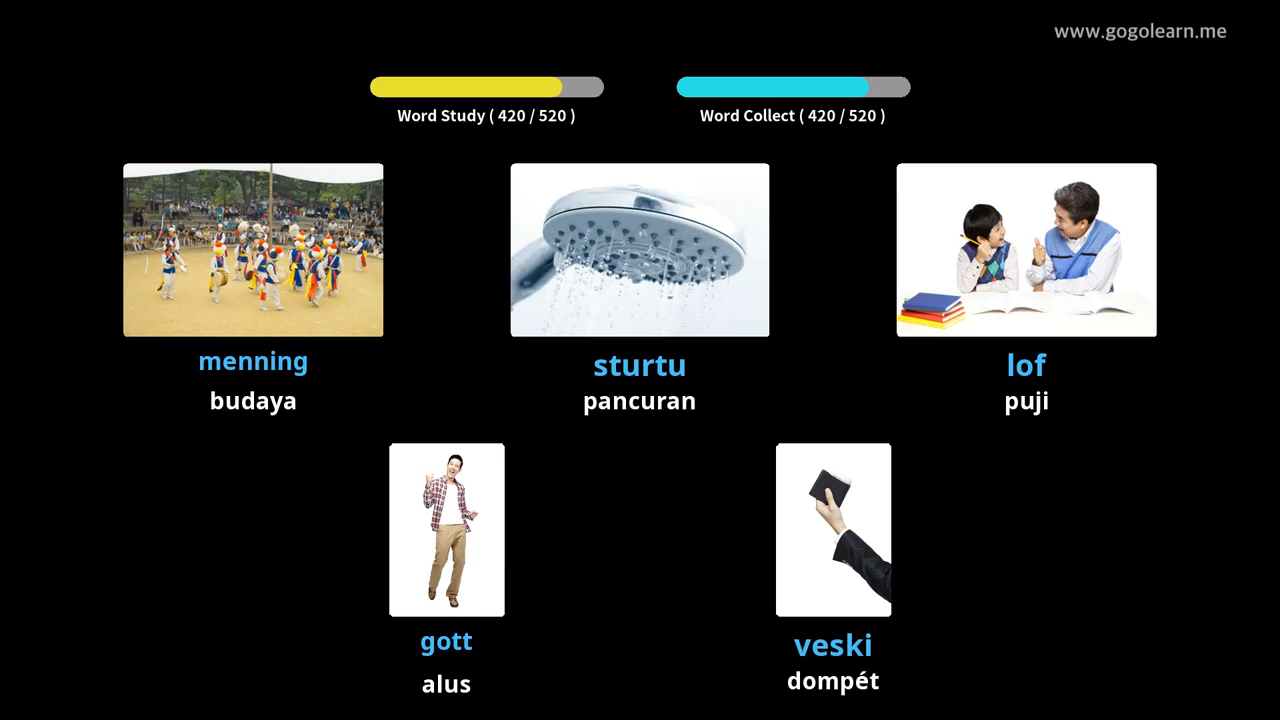 www.gogolearn.me
Word Study ( 420 / 520 )
Word Collect ( 420 / 520 )
menning
budaya
sturtu
pancuran
lof
puji
gott
alus
veski
dompét